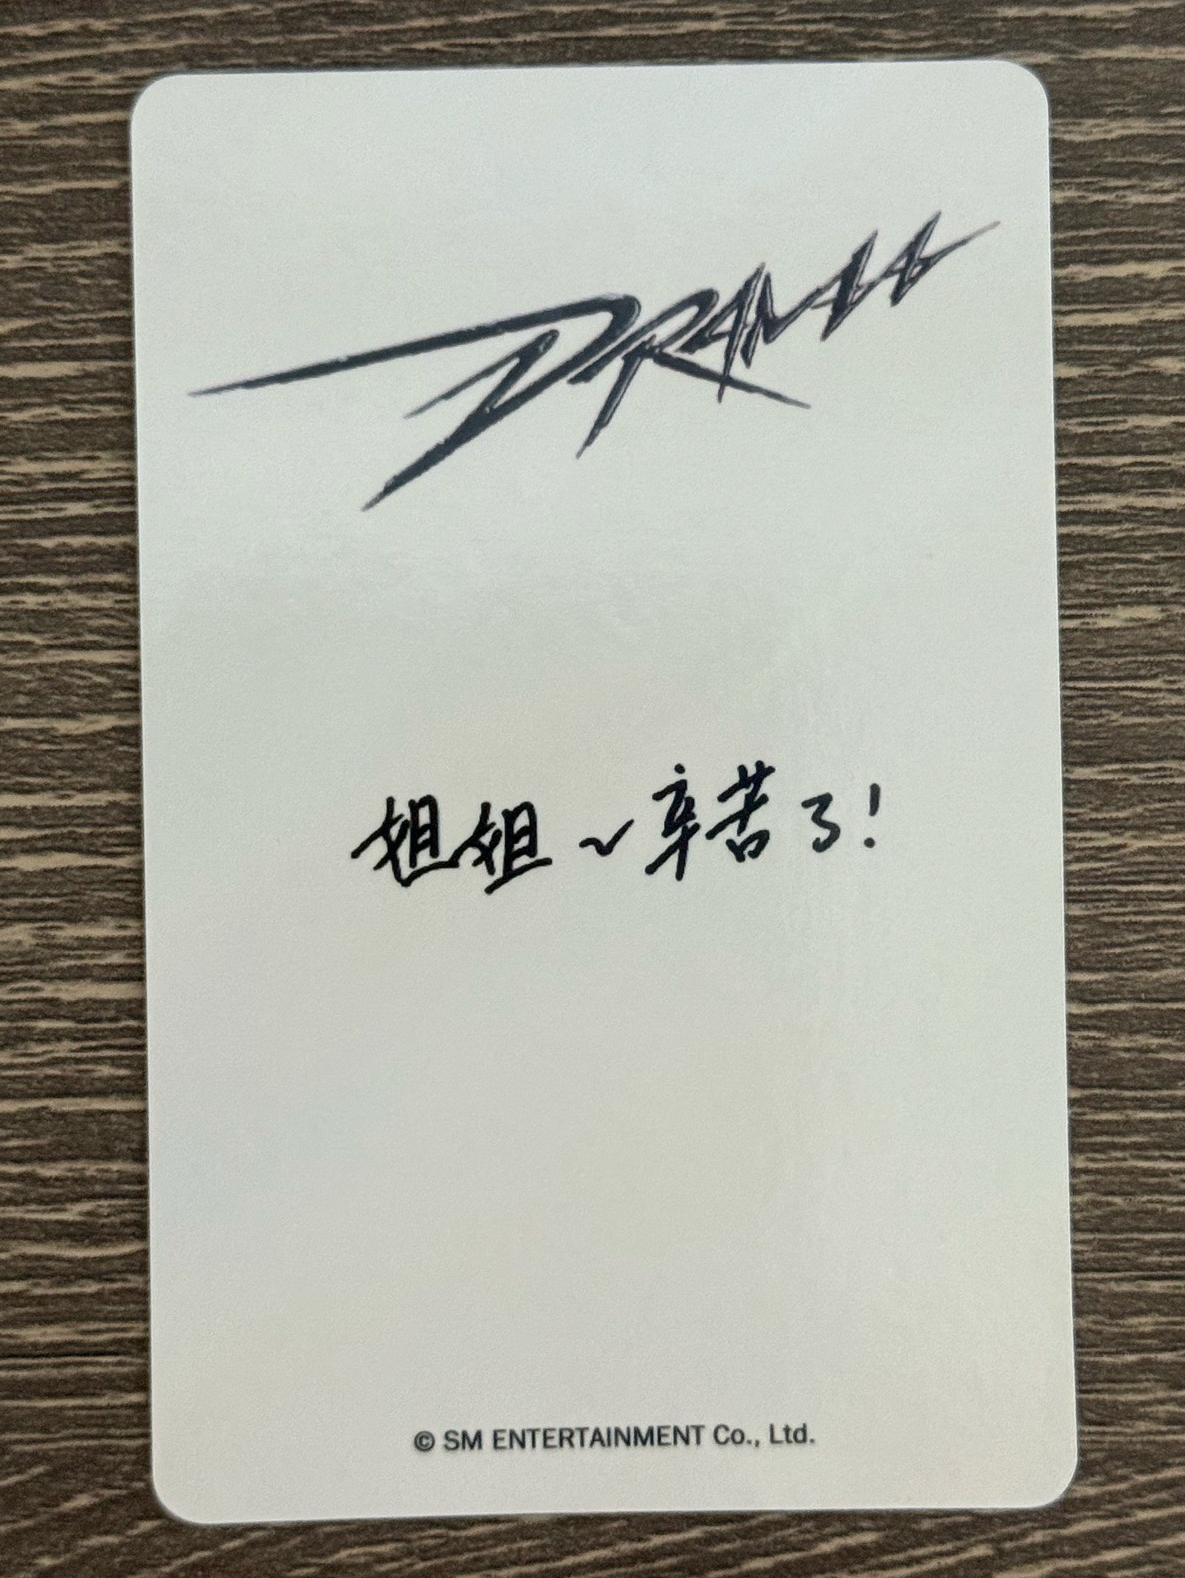 DRAMA
姐姐~辛苦了!
© SM ENTERTAINMENT Co., Ltd.